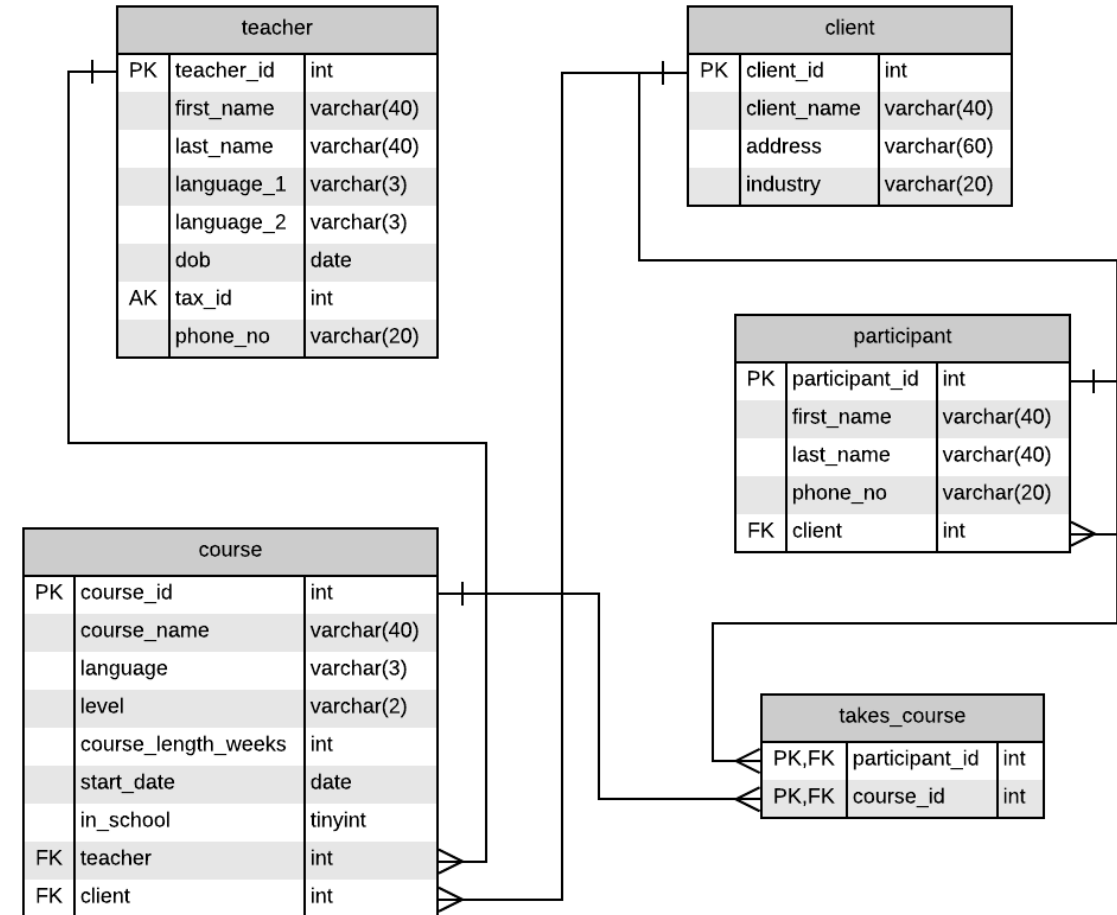 teacher
PK teacher_id int
first_name varchar(40)
last_name varchar(40)
language_1 varchar(3)
language_2 varchar(3)
dob date
AK tax_id int
phone_no varchar(20)
client
PK client_id int
client_name varchar(40)
address varchar(60)
industry varchar(20)
participant
PK participant_id int
first_name varchar(40)
last_name varchar(40)
phone_no varchar(20)
FK client int
course
PK course_id int
course_name varchar(40)
language varchar(3)
level varchar(2)
course_length_weeks int
start_date date
in_school tinyint
FK teacher int
FK client int
takes_course
PK,FK participant_id int
PK,FK course_id int